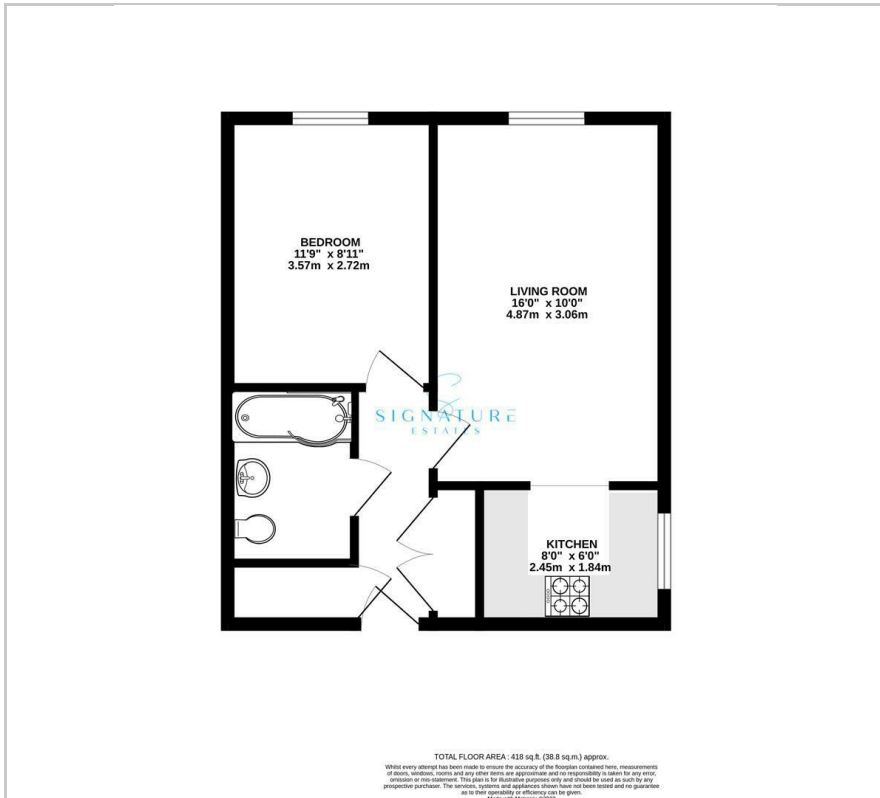 BEDROOM
11'9" x 8'11"
3.57m x 2.72m
LIVING ROOM
16'0" x 10'0"
4.87m x 3.06m
SIGNATURE
ESTATES
KITCHEN
8'0" x 6'0"
2.45m x 1.84m
TOTAL FLOOR AREA : 418 sq.ft. (38.8 sq.m.) approx.
Whilst every attempt has been made to ensure the accuracy of the floorplan contained here, measurements
of doors, windows, rooms and any other items are approximate and no responsibility is taken for any error,
omission or mis-statement. This plan is for illustrative purposes only and should be used as such by any
prospective purchaser. The services, systems and appliances shown have not been tested and no guarantee
as to their operability or efficiency can be given.